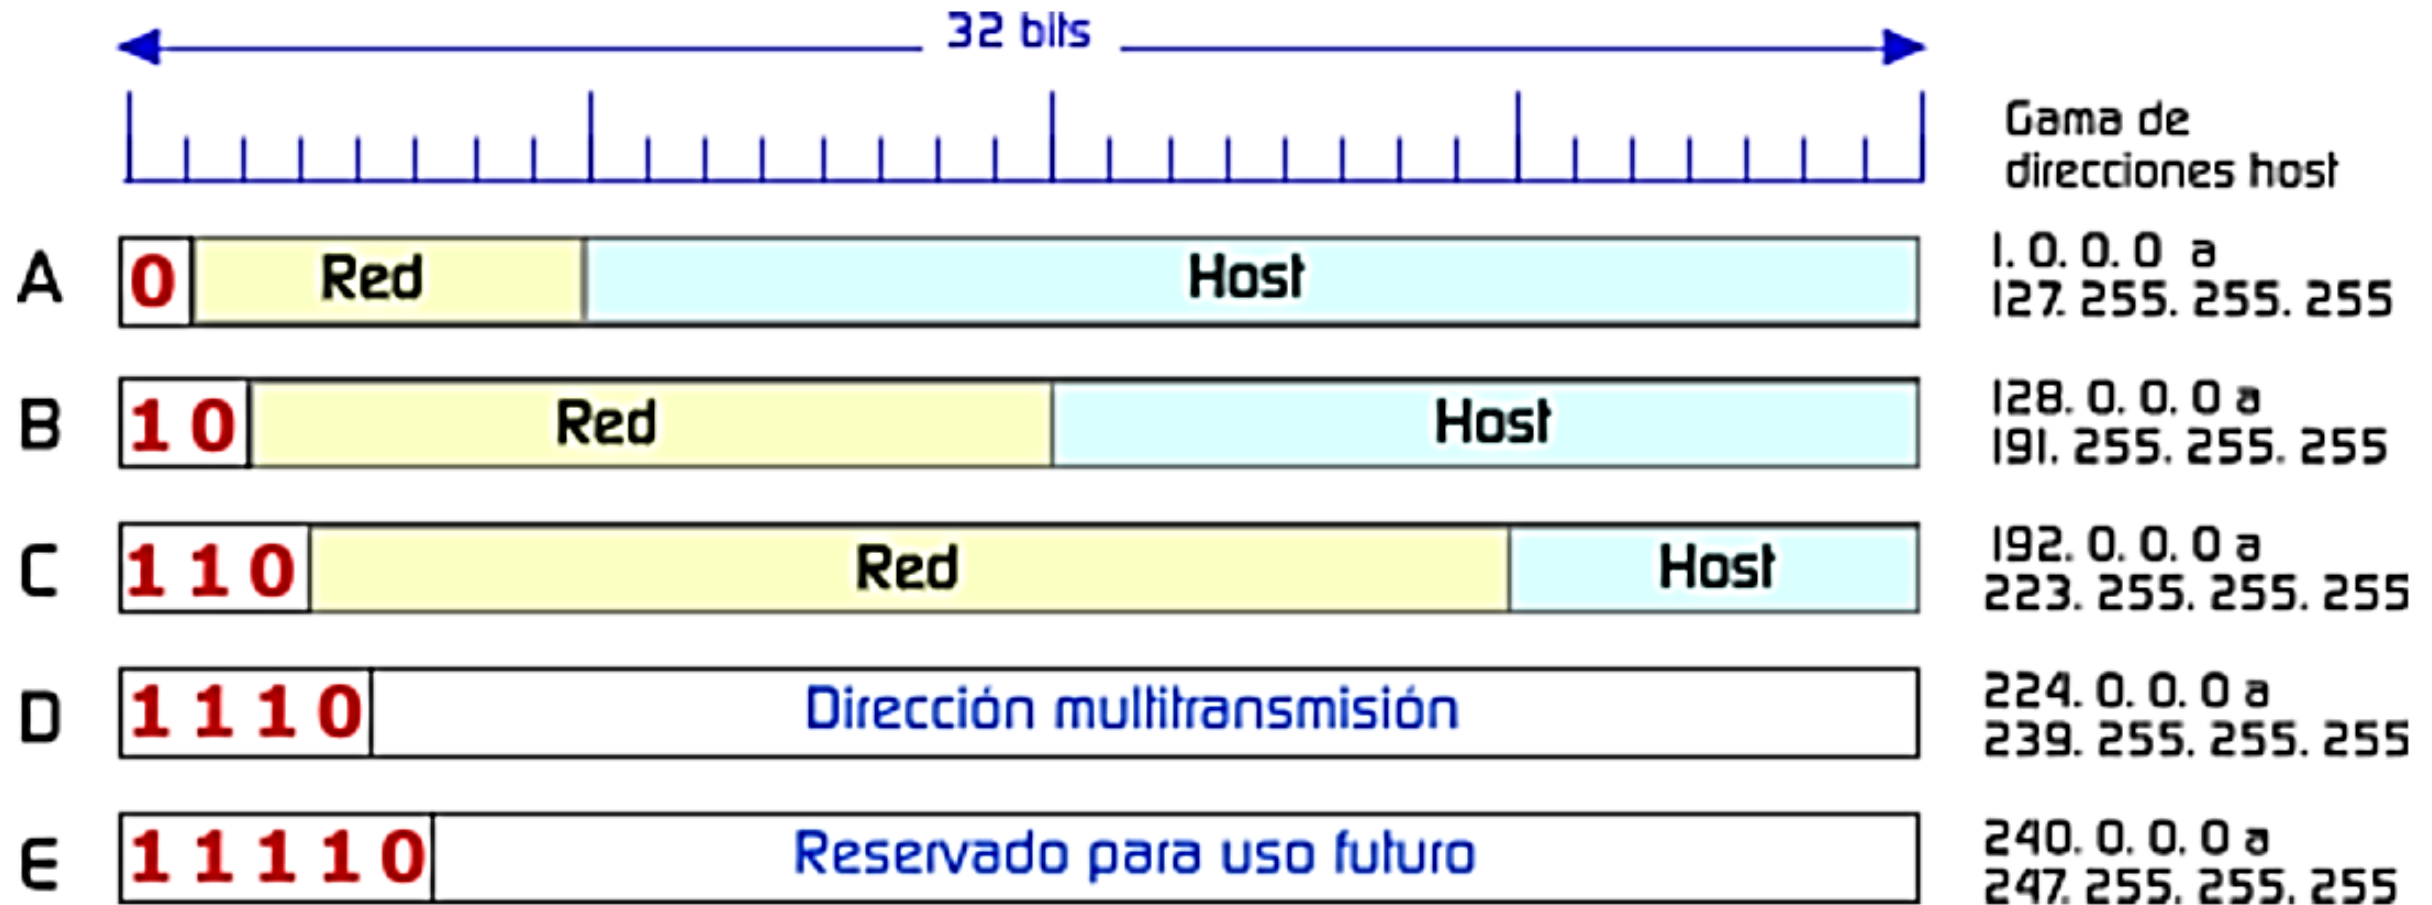 32 bits
Gama de
direcciones host
A 0 Red Host 1. 0. 0. 0 a
127. 255. 255. 255
B 1 0 Red Host 128. 0. 0. 0 a
191. 255. 255. 255
C 1 1 0 Red Host 192. 0. 0. 0 a
223. 255. 255. 255
D 1 1 1 0 Dirección multitransmisión 224. 0. 0. 0 a
239. 255. 255. 255
E 1 1 1 1 0 Reservado para uso futuro 240. 0. 0. 0 a
247. 255. 255. 255